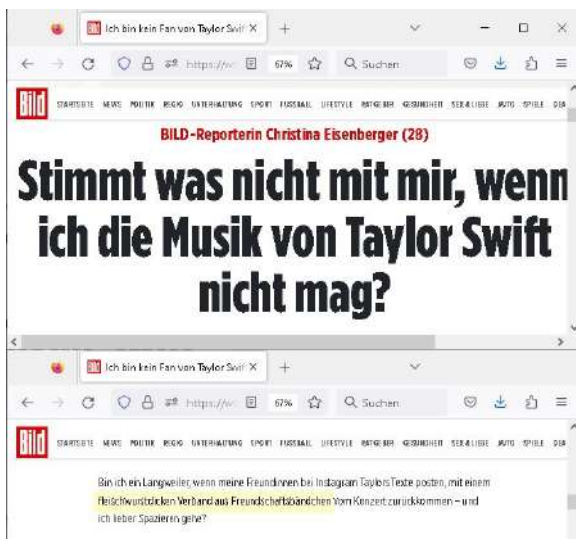 Bild Ich bin kein Fan von Taylor Swif
https://w 67% Suchen
Bild STARTSEITE NEWS POLITIK REGIO UNTERHALTUNG SPORT FUSSBALL LIFESTYLE RATGEBER GESUNDHEIT SEX & LIEBE AUTO SPIELE DEA
BILD-Reporterin Christina Eisenberger (28)
Stimmt was nicht mit mir, wenn
ich die Musik von Taylor Swift
nicht mag?
Bild Ich bin kein Fan von Taylor Swif
https://w 67% Suchen
Bild STARTSEITE NEWS POLITIK REGIO UNTERHALTUNG SPORT FUSSBALL LIFESTYLE RATGEBER GESUNDHEIT SEX & LIEBE AUTO SPIELE DEA
Bin ich ein Langweiler, wenn meine Freundinnen bei Instagram Taylors Texte posten, mit einem
fleischwurstdicken Verband aus Freundschaftsbändchen vom Konzert zurückkommen – und
ich lieber Spazieren gehe?